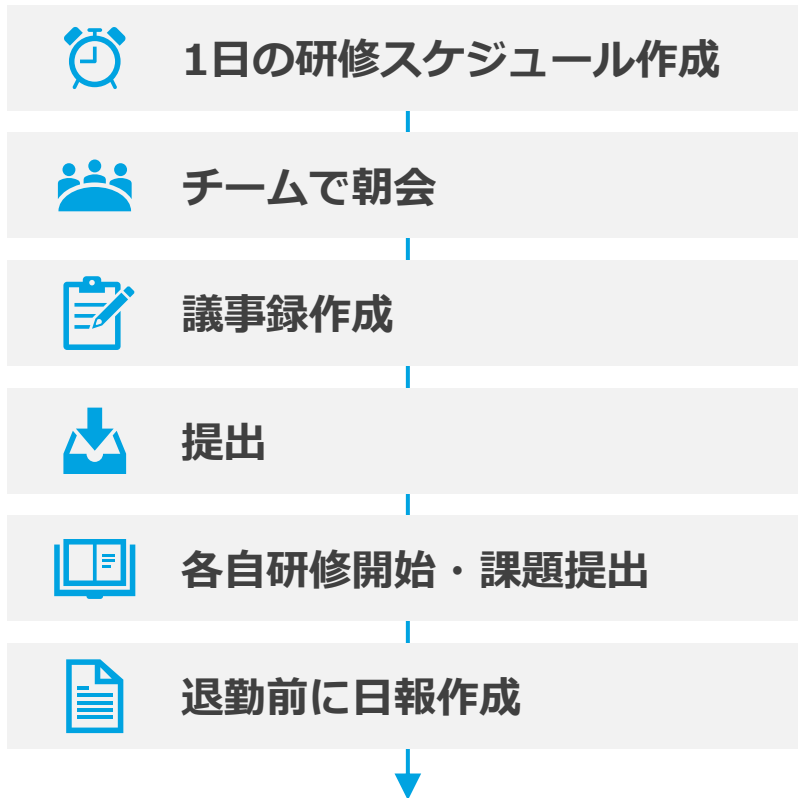 1日の研修スケジュール作成
チームで朝会
議事録作成
提出
各自研修開始・課題提出
退勤前に日報作成